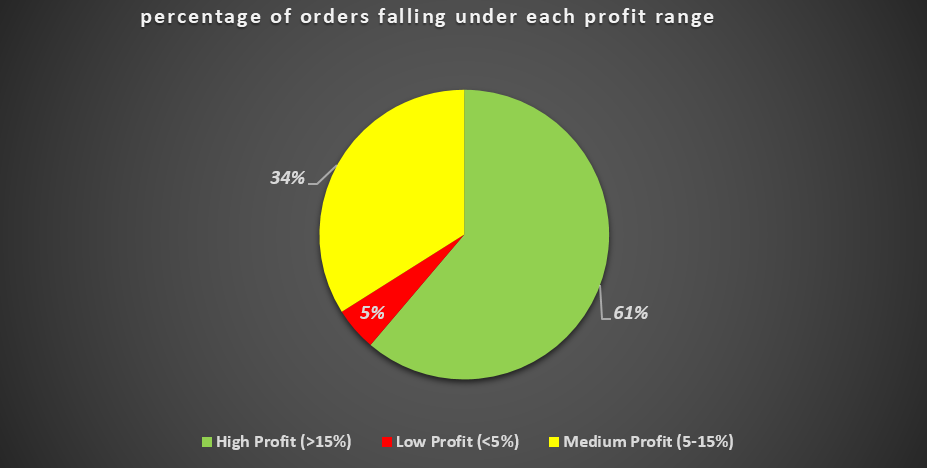 percentage of orders falling under each profit range
34%
5%
61%
High Profit (>15%) Low Profit (<5%) Medium Profit (5-15%)